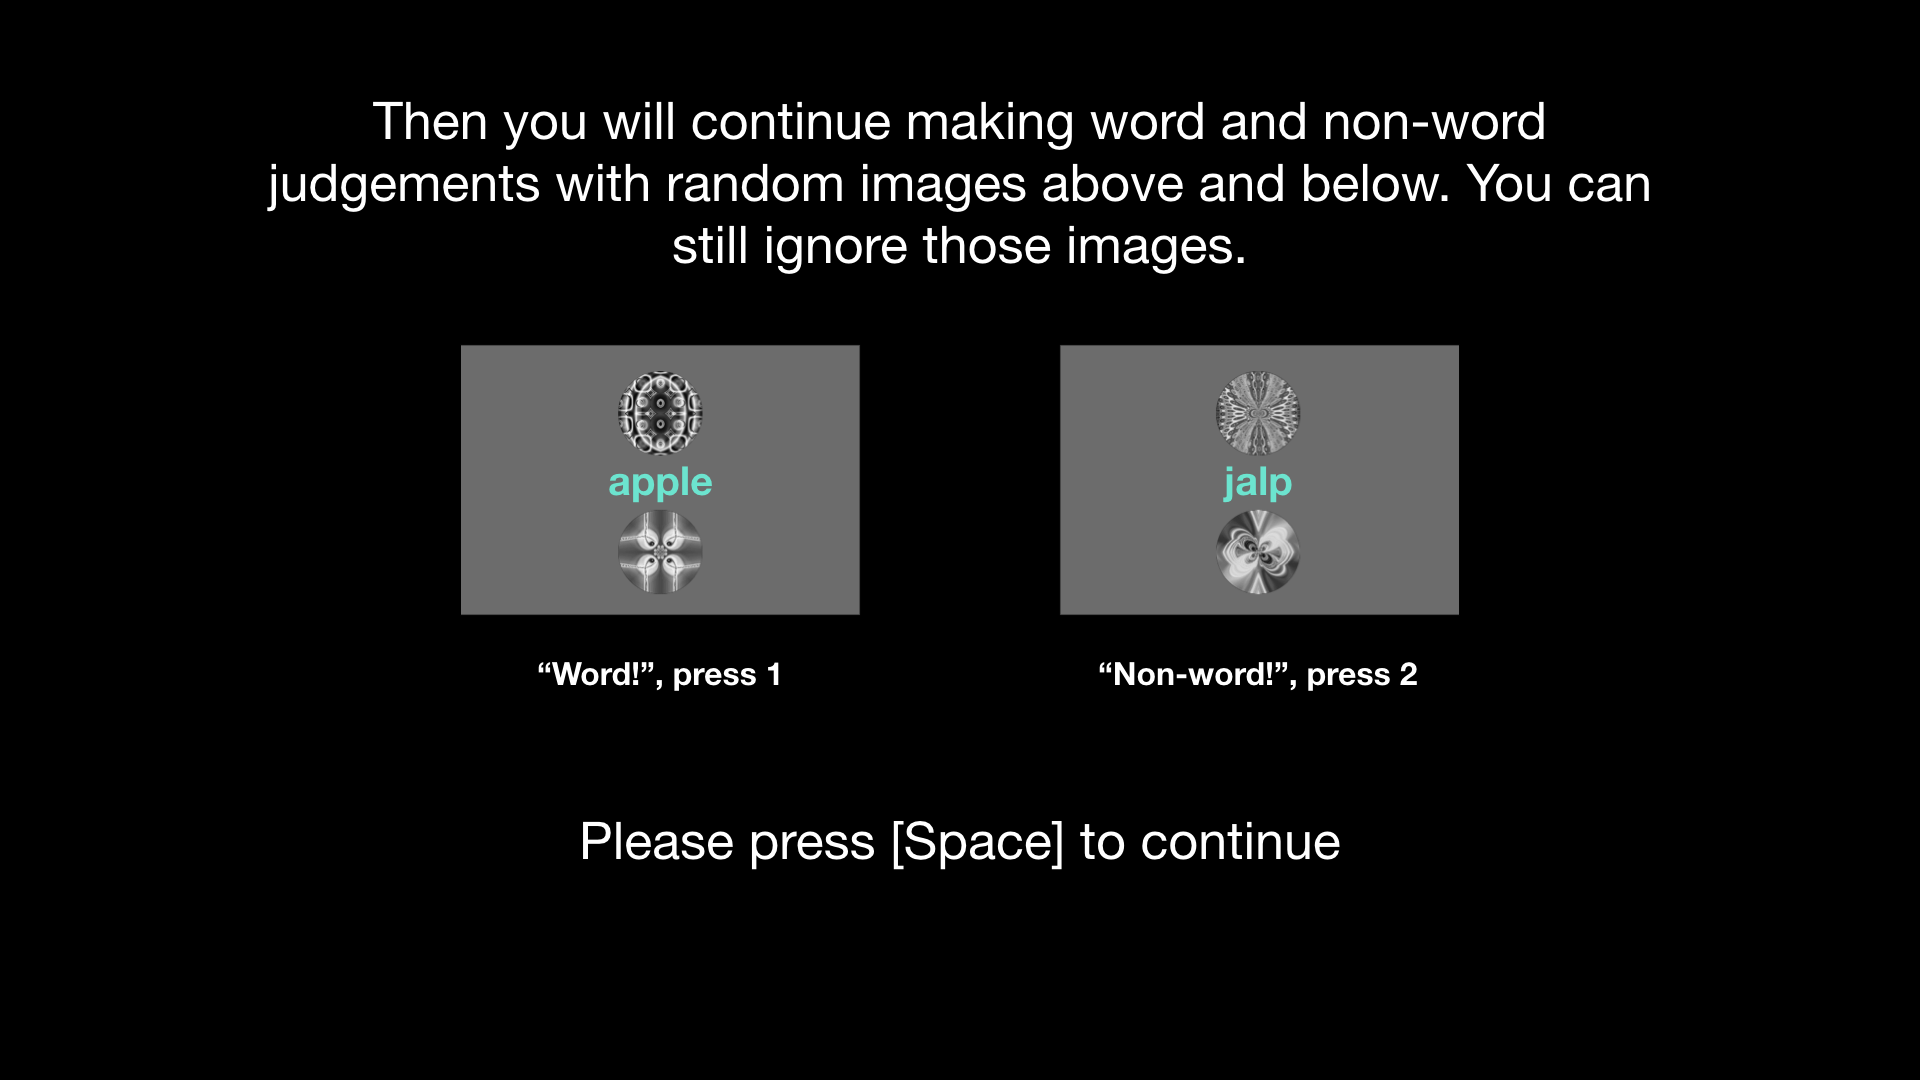 Then you will continue making word and non-word
judgements with random images above and below. You can
still ignore those images.
apple
jalp
“Word!”, press 1
“Non-word!”, press 2
Please press [Space] to continue